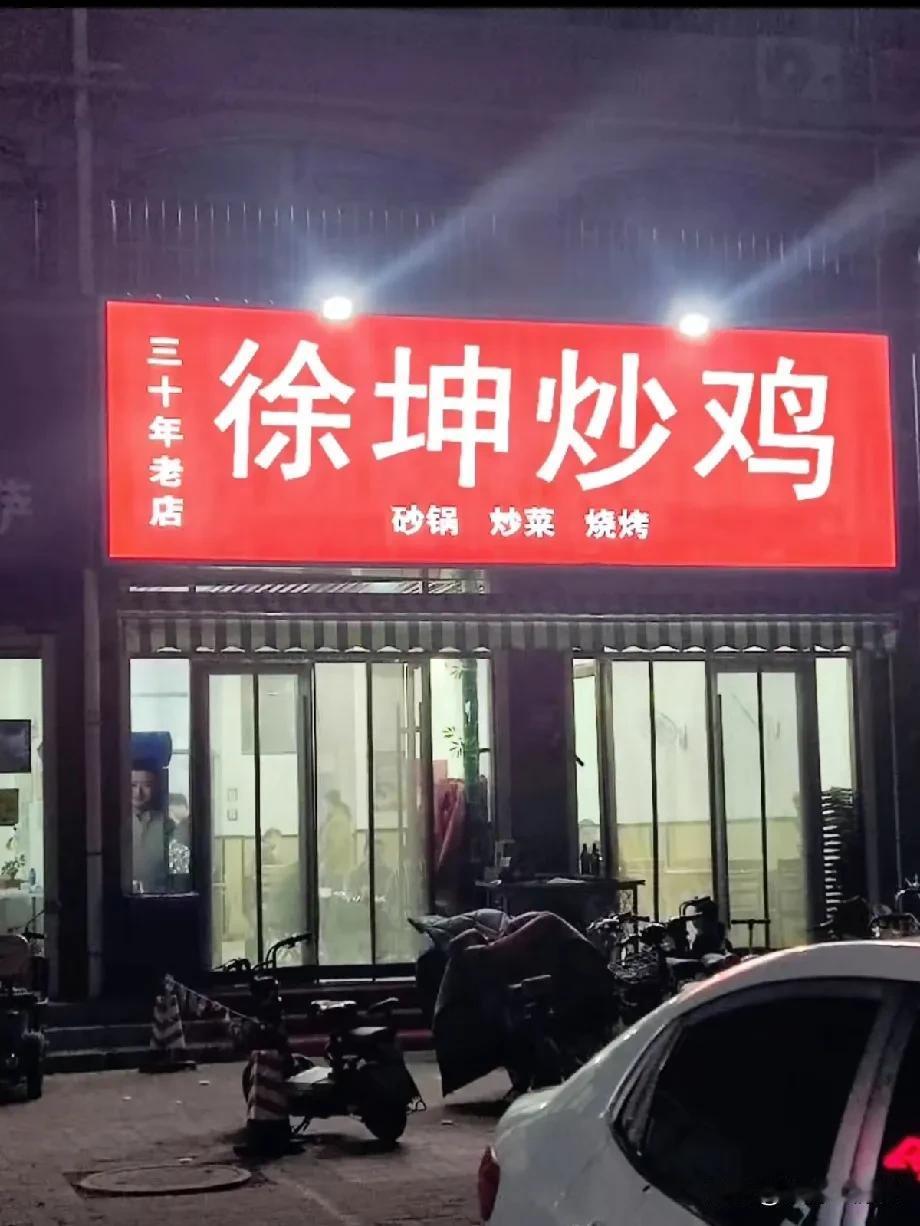 三十年老店
徐坤炒鸡
砂锅 炒菜 烧烤